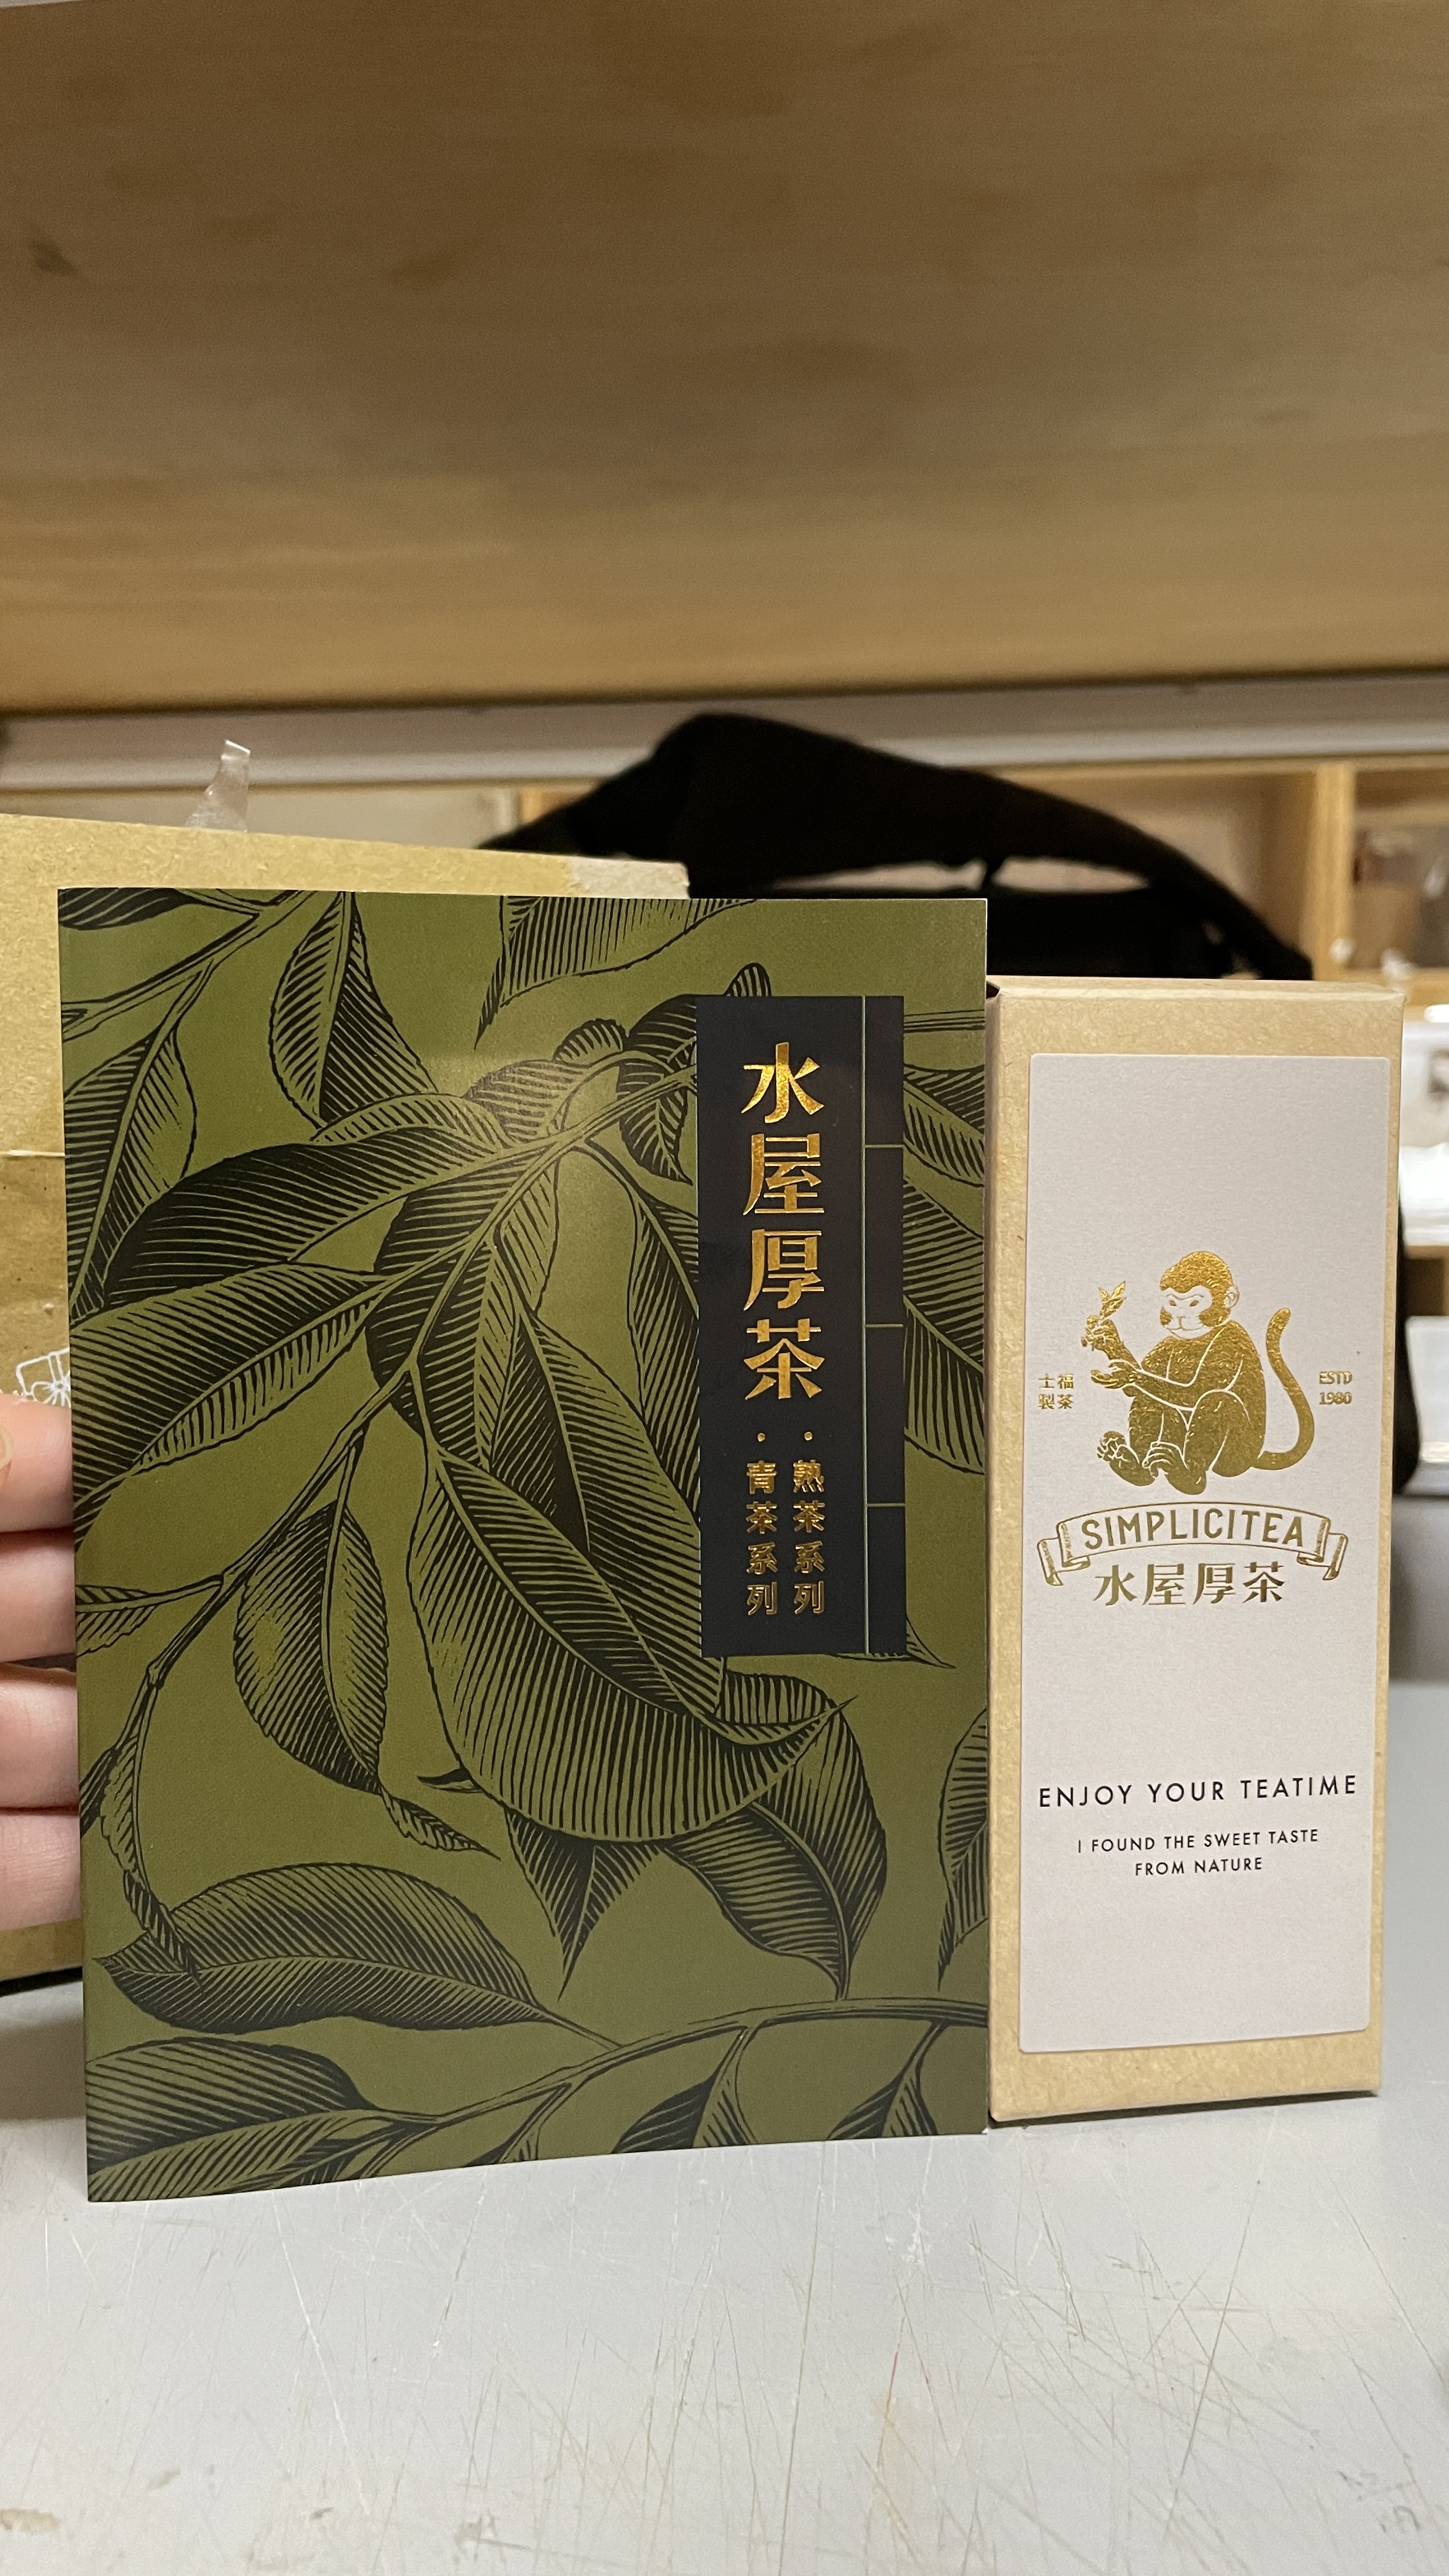 水屋厚茶
・熟茶系列
・青茶系列
士福
製茶
ESTD
1980
SIMPLICITEA
水屋厚茶
ENJOY YOUR TEATIME
I FOUND THE SWEET TASTE
FROM NATURE